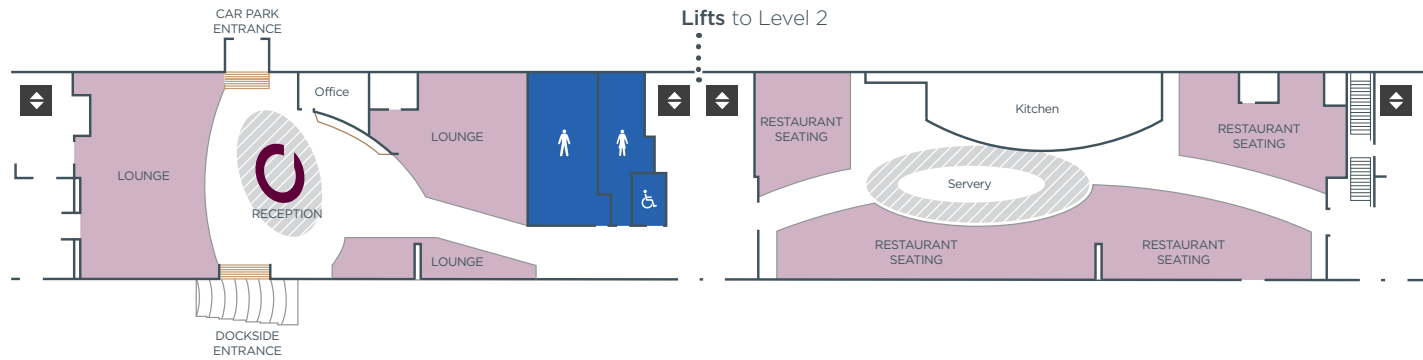 CAR PARK
ENTRANCE
Lifts to Level 2
Office
Kitchen
RESTAURANT
SEATING
LOUNGE
RESTAURANT
SEATING
LOUNGE
Servery
RECEPTION
RESTAURANT
SEATING
RESTAURANT
SEATING
LOUNGE
DOCKSIDE
ENTRANCE